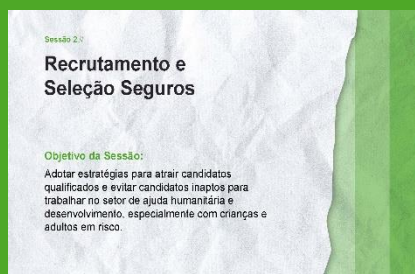 Sessão 2.
Recrutamento e
Seleção Seguros
Objetivo da Sessão:
Adotar estratégias para atrair candidatos
qualificados e evitar candidatos inaptos para
trabalhar no setor de ajuda humanitária e
desenvolvimento, especialmente com crianças e
adultos em risco.